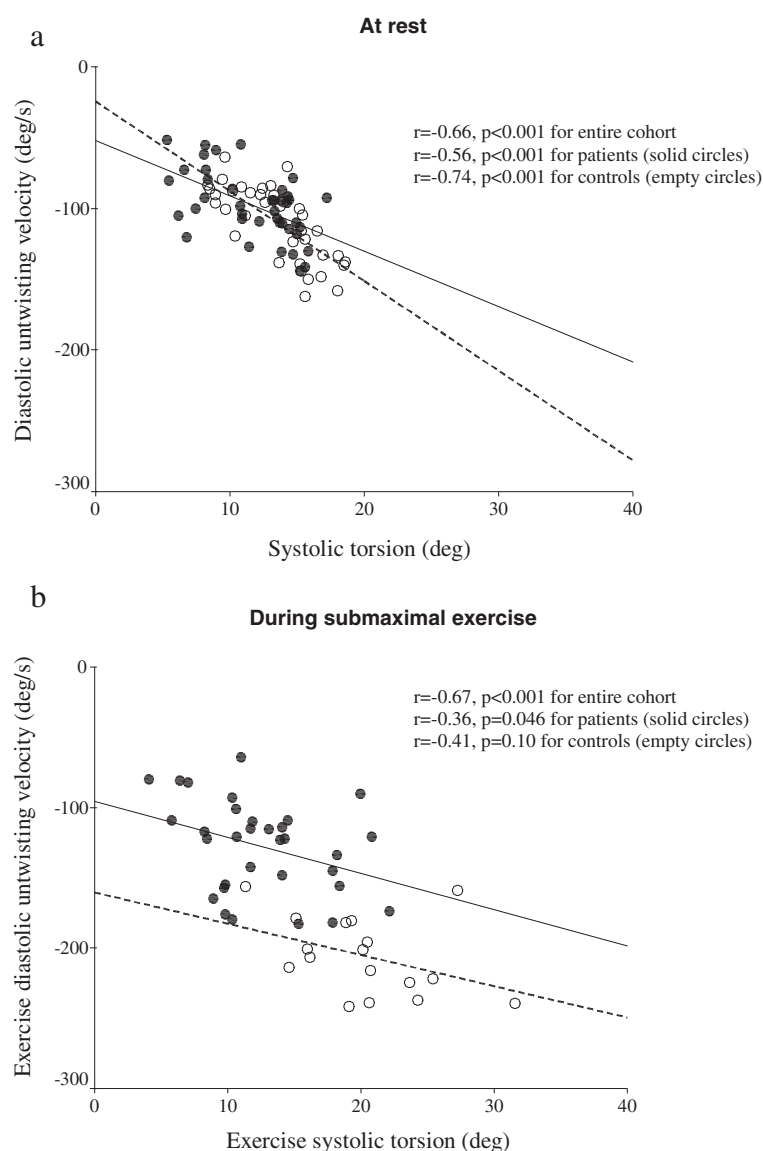 a
At rest
Diastolic untwisting velocity (deg/s)
0
-100
-200
-300
r=-0.66, p<0.001 for entire cohort
r=-0.56, p<0.001 for patients (solid circles)
r=-0.74, p<0.001 for controls (empty circles)
0 10 20 30 40
Systolic torsion (deg)
b
During submaximal exercise
Exercise diastolic untwisting velocity (deg/s)
0
-100
-200
-300
r=-0.67, p<0.001 for entire cohort
r=-0.36, p=0.046 for patients (solid circles)
r=-0.41, p=0.10 for controls (empty circles)
0 10 20 30 40
Exercise systolic torsion (deg)